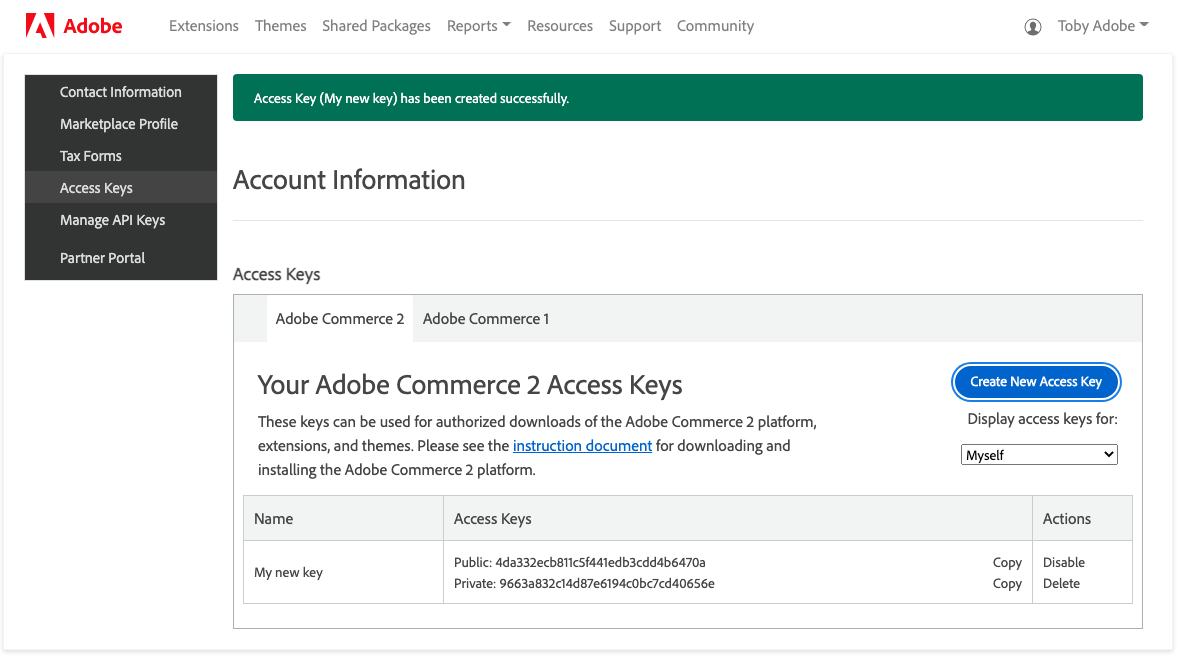 Adobe Extensions Themes Shared Packages Reports Resources Support Community Toby Adobe
Contact Information
Marketplace Profile
Tax Forms
Access Keys
Manage API Keys
Partner Portal
Access Key (My new key) has been created successfully.
Account Information
Access Keys
Adobe Commerce 2 Adobe Commerce 1
Your Adobe Commerce 2 Access Keys
These keys can be used for authorized downloads of the Adobe Commerce 2 platform,
extensions, and themes. Please see the instruction document for downloading and
installing the Adobe Commerce 2 platform.
Create New Access Key
Display access keys for:
Myself
Name Access Keys Actions
My new key
Public: 4da332ecb811c5f441edb3cdd4b6470a Copy Disable
Private: 9663a832c14d87e6194c0bc7cd40656e Copy Delete